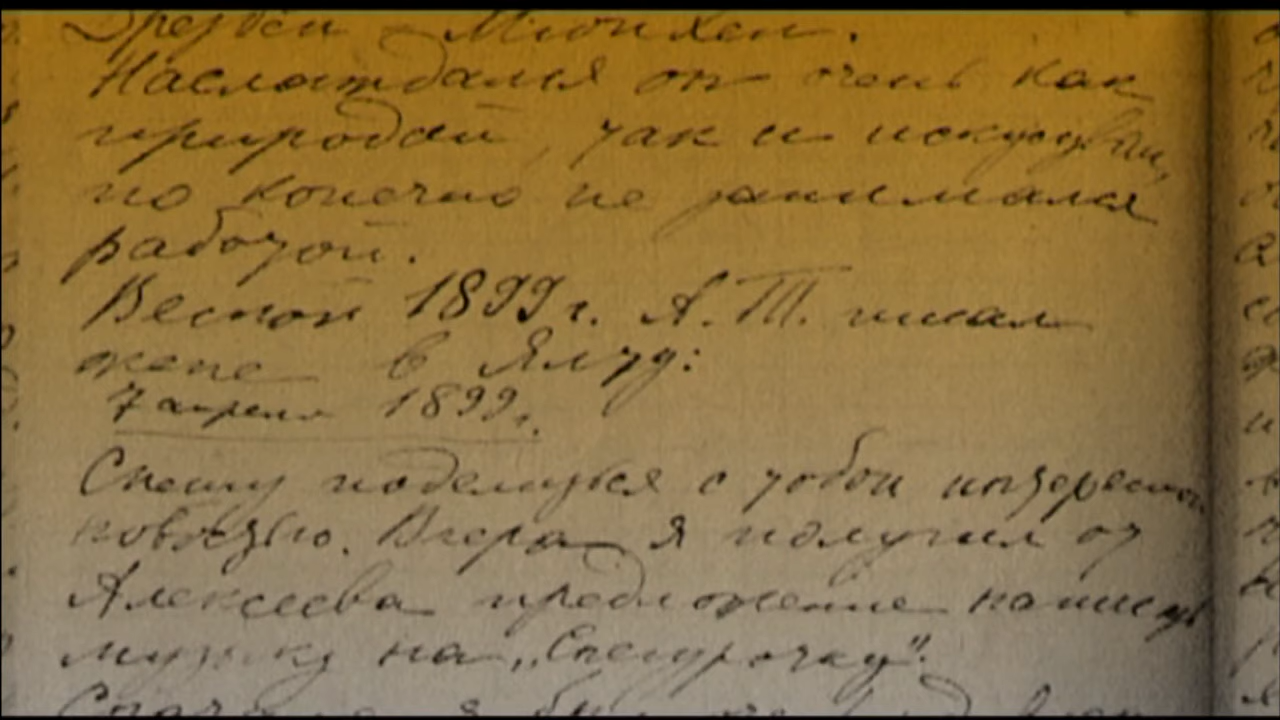 Дрезден – Мюнхен.
Наслаждался он очень как
природой, так и искусством,
но конечно не занимался
работой.
Весной 1899 г. А. Т. писал
жене в Ялту:
7 апреля 1899 г.
Спешу поделиться с тобой интересной
новостью. Вчера я получил от
Алексеева предложение написать
музыку на „Снегурочку".
я был